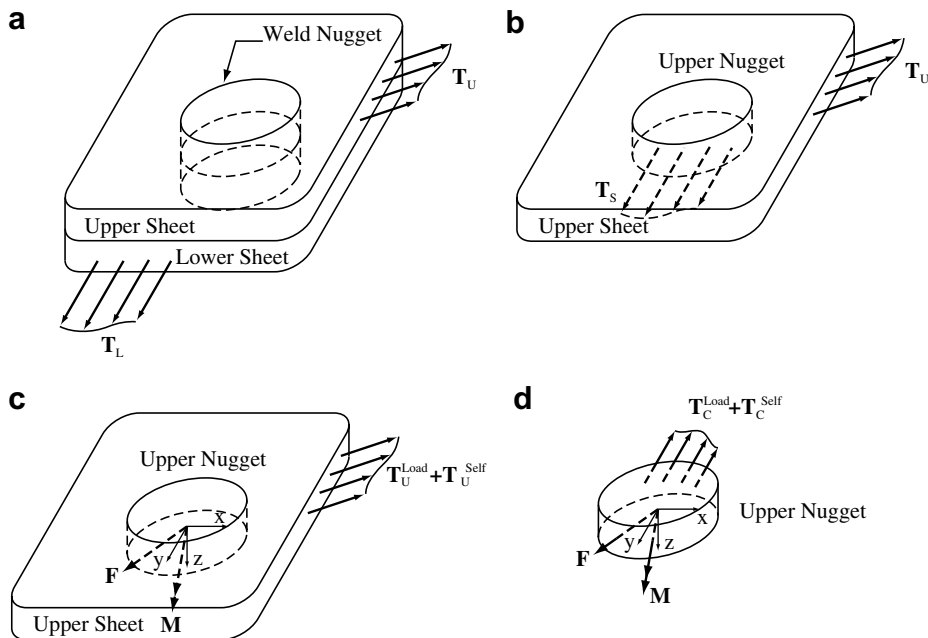 a
Weld Nugget
T_U
Upper Sheet
Lower Sheet
T_L
b
Upper Nugget
T_U
T_S
Upper Sheet
c
Upper Nugget
T_U^Load+T_U^Self
x
y
z
F
M
Upper Sheet
d
T_C^Load+T_C^Self
Upper Nugget
x
y
z
F
M